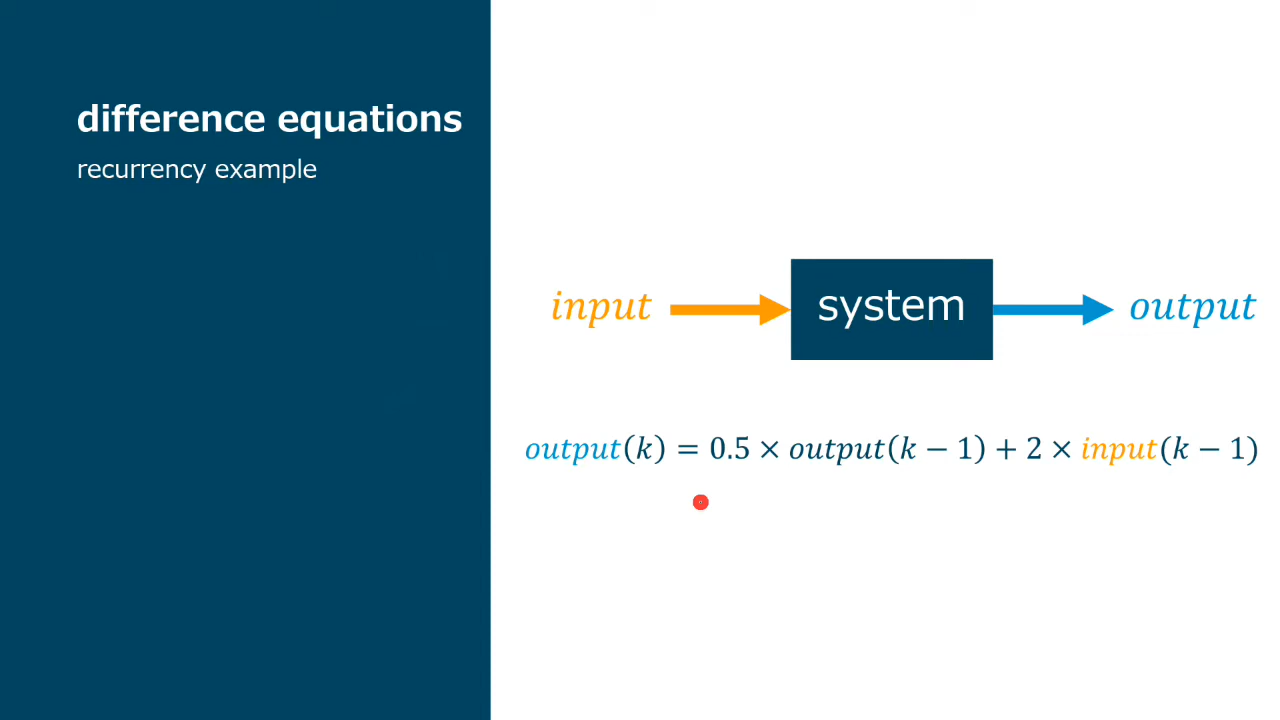 difference equations
recurrency example
input
system
output
output(k) = 0.5 × output(k − 1) + 2 × input(k − 1)